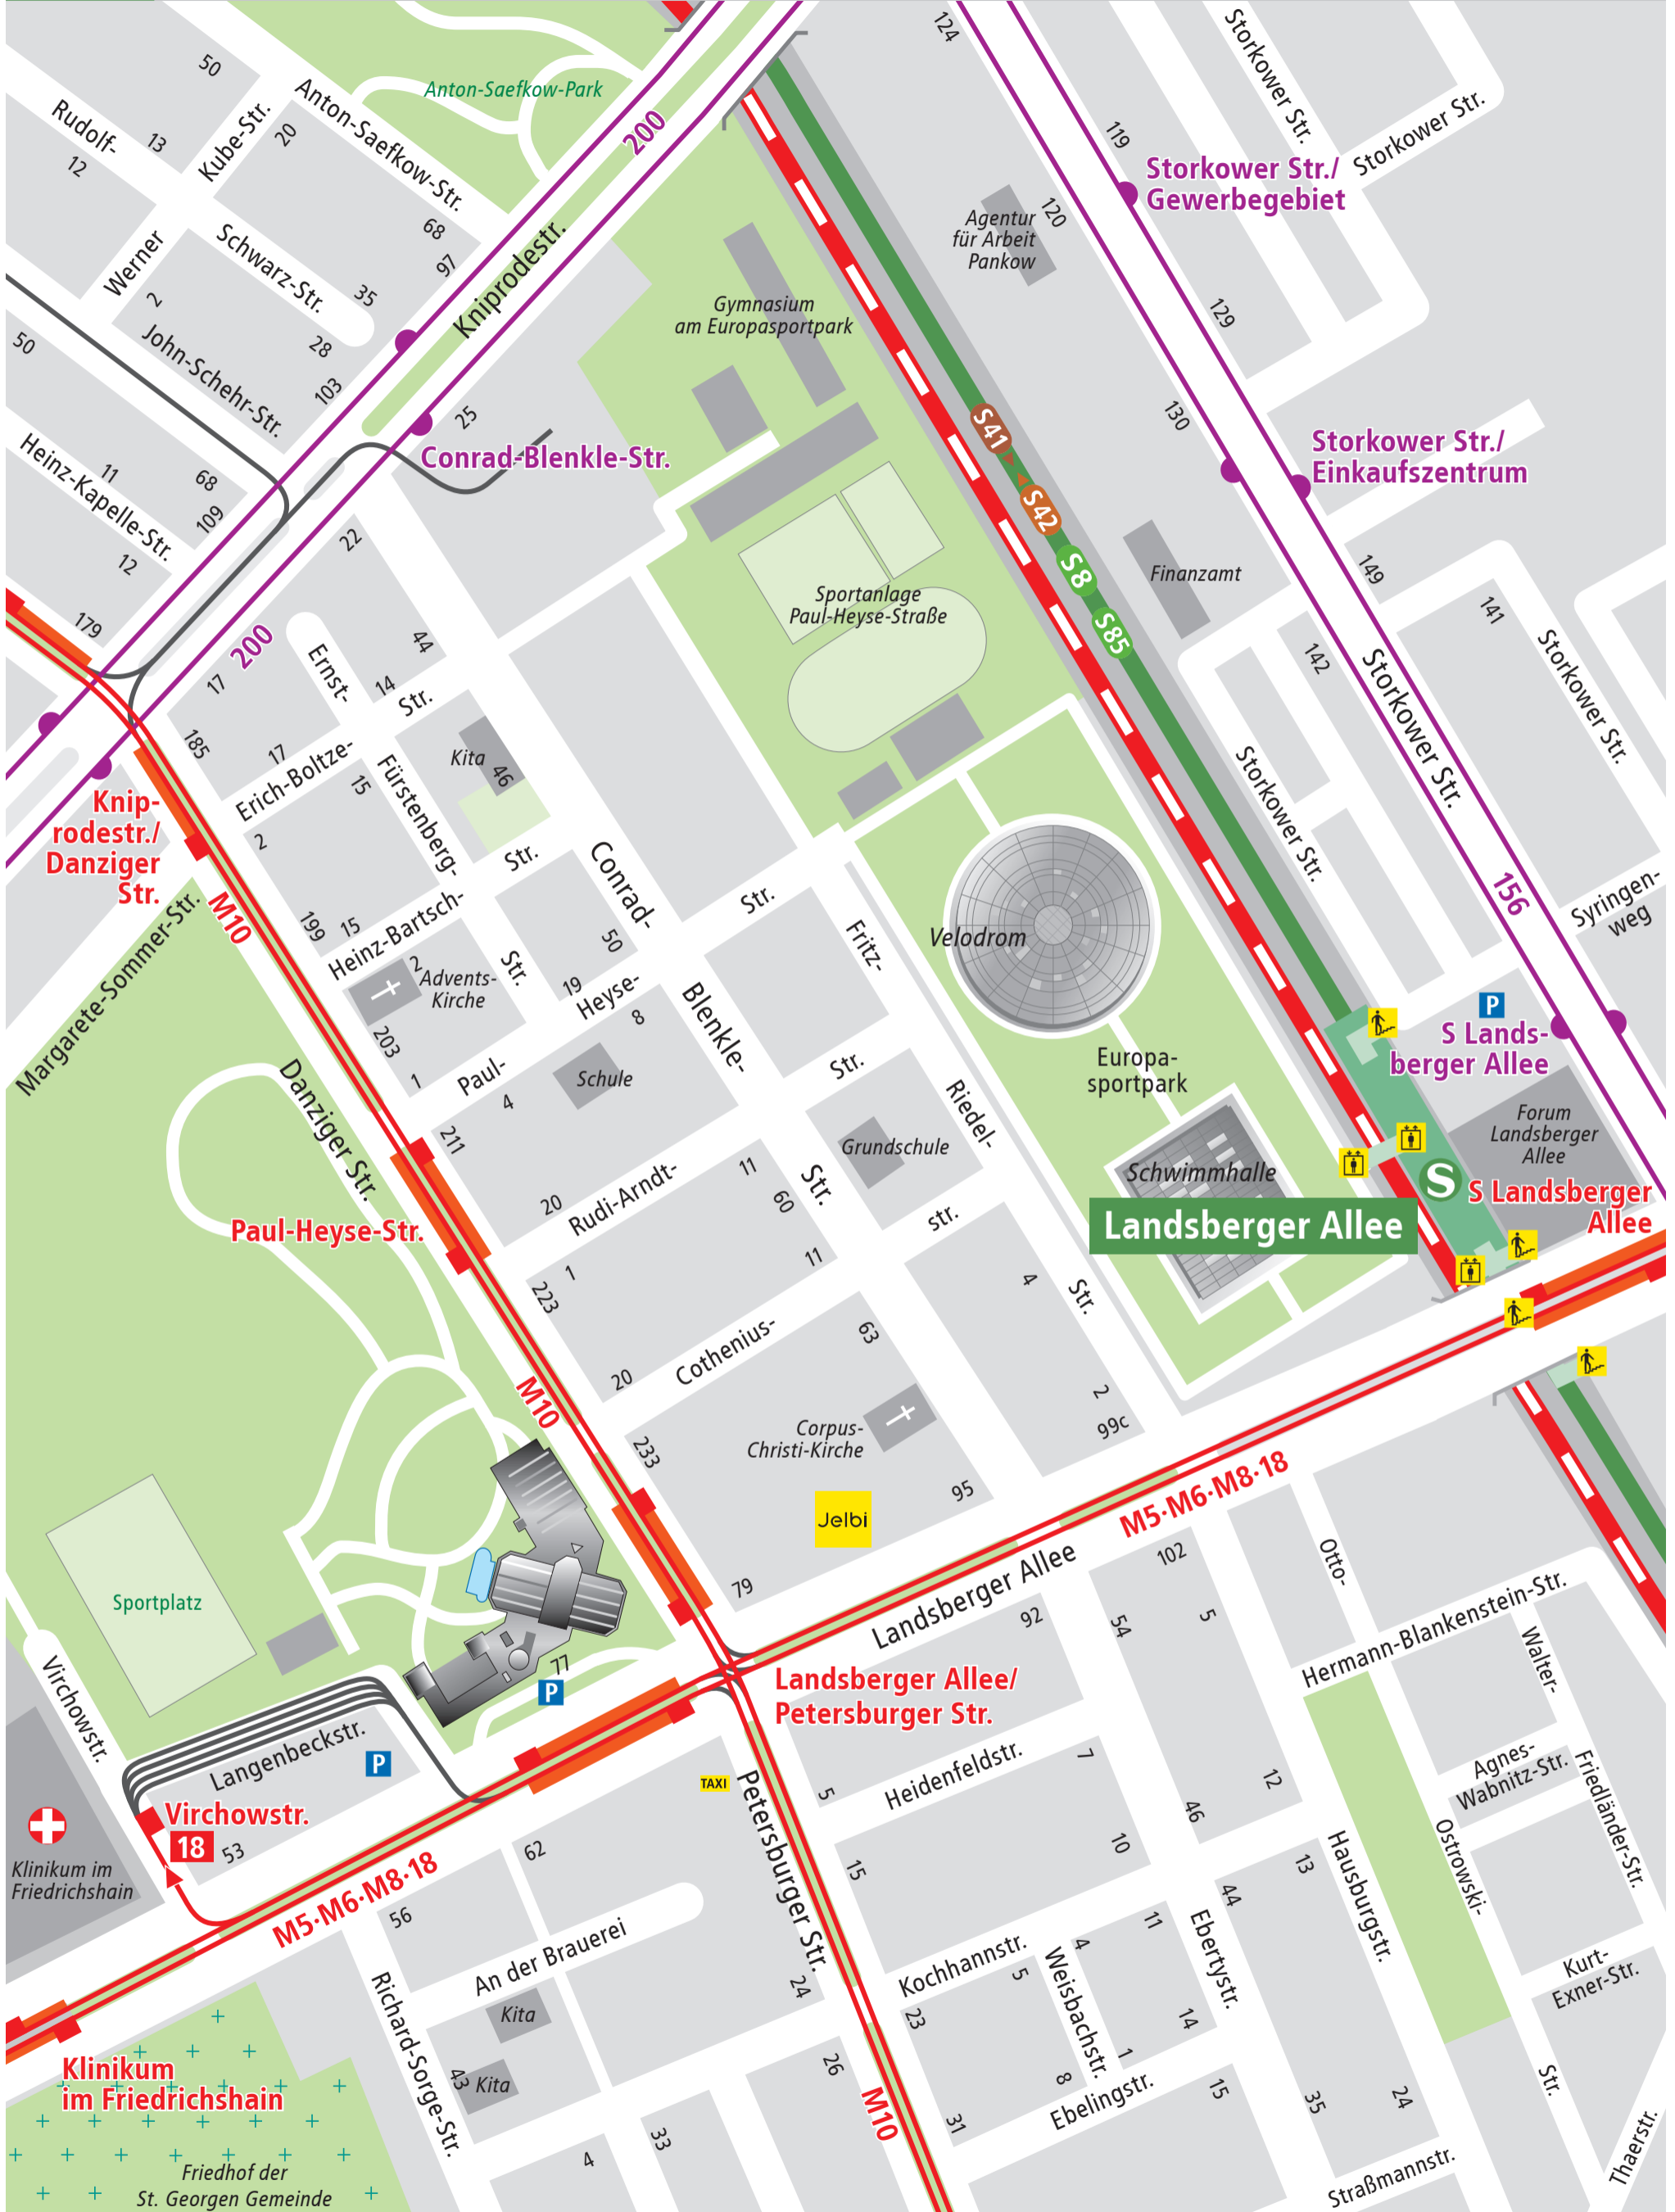 124
50
Anton-Saefkow-Park
Storkower Str.
Storkower Str.
Rudolf-
13
Kube-Str.
20
Anton-Saefkow-Str.
200
119
12
Storkower Str./
Gewerbegebiet
Agentur
für Arbeit
Pankow
120
Werner
Schwarz-Str.
68
97
Kniprodestr.
2
35
Gymnasium
am Europasportpark
129
50
John-Schehr-Str.
28
103
25
130
S41
Storkower Str./
Einkaufszentrum
Conrad-Blenkle-Str.
Heinz-Kapelle-Str.
11
68
109
S42
12
22
Finanzamt
149
S8
Sportanlage
Paul-Heyse-Straße
S85
141
179
200
44
Ernst-
142
Storkower Str.
Storkower Str.
17
14
Str.
185
17
Erich-Boltze-
Kita
46
15
Fürstenberg-
Storkower Str.
Knip-
rodestr./
Danziger
Str.
2
Str.
Conrad-
156
M10
199
15
Heinz-Bartsch-
Str.
Syringen-
weg
Margarete-Sommer-Str.
50
Str.
Fritz-
Velodrom
2
Advents-
Kirche
19
Heyse-
8
Blenkle-
P
S Lands-
berger Allee
203
1
Paul-
4
Schule
Str.
Europa-
sportpark
Danziger Str.
211
Riedel-
Forum
Landsberger
Allee
Grundschule
Schwimmhalle
20
Rudi-Arndt-
11
60
Str.
str.
S
S Landsberger
Allee
Paul-Heyse-Str.
Landsberger Allee
223
1
11
4
Str.
Cothenius-
63
20
M10
2
99c
Corpus-
Christi-Kirche
233
95
M5·M6·M8·18
Jelbi
Otto-
Landsberger Allee
102
79
92
54
5
Hermann-Blankenstein-Str.
Sportplatz
Walter-
77
P
Landsberger Allee/
Petersburger Str.
Virchowstr.
Langenbeckstr.
P
TAXI
Petersburger Str.
5
Heidenfeldstr.
7
12
Agnes-
Wabnitz-Str.
Friedländer-Str.
Virchowstr.
18
53
46
Hausburgstr.
Ostrowski-
Klinikum im
Friedrichshain
62
15
10
13
M5·M6·M8·18
56
44
An der Brauerei
11
Ebertystr.
Kochhannstr.
4
Weisbachstr.
5
Kurt-
Exner-Str.
Richard-Sorge-Str.
Kita
24
23
14
Klinikum
im Friedrichshain
43
Kita
26
1
8
Ebelingstr.
15
Str.
M10
31
35
24
33
4
Straßmannstr.
Thaerstr.
Friedhof der
St. Georgen Gemeinde